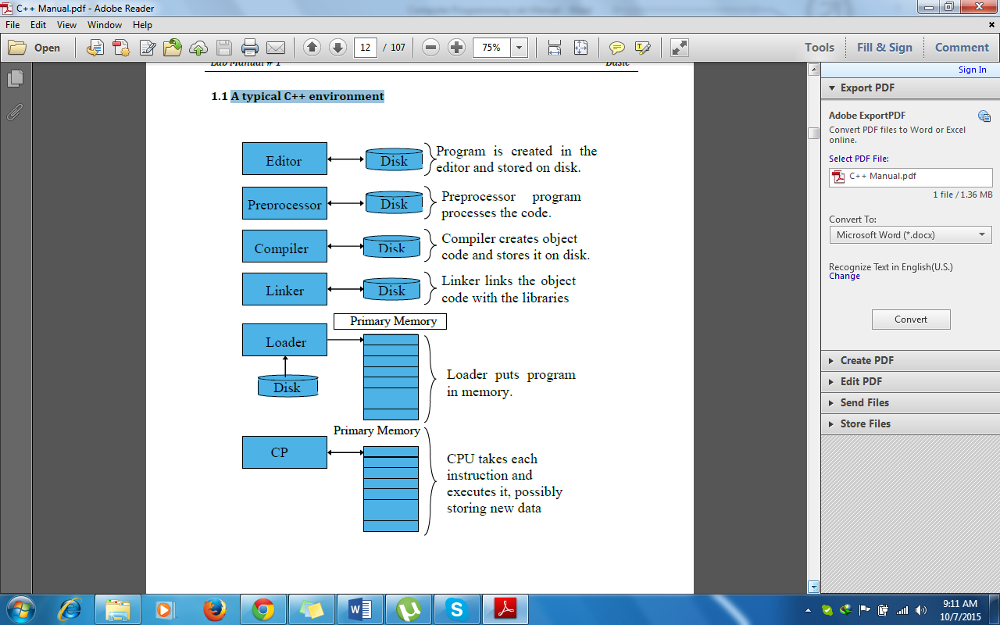 C++ Manual.pdf - Adobe Reader
File Edit View Window Help
Open 12 / 107 75% Tools Fill & Sign Comment
Sign In
Lab Manual # 1 Basic
1.1 A typical C++ environment
Editor Disk Program is created in the
editor and stored on disk.
Preprocessor Disk Preprocessor program
processes the code.
Compiler Disk Compiler creates object
code and stores it on disk.
Linker Disk Linker links the object
code with the libraries
Primary Memory
Loader
Disk
Loader puts program
in memory.
Primary Memory
CP
CPU takes each
instruction and
executes it, possibly
storing new data
Export PDF
Adobe ExportPDF
Convert PDF files to Word or Excel
online.
Select PDF File:
C++ Manual.pdf
1 file / 1.36 MB
Convert To:
Microsoft Word (*.docx)
Recognize Text in English(U.S.)
Change
Convert
Create PDF
Edit PDF
Send Files
Store Files
9:11 AM
10/7/2015